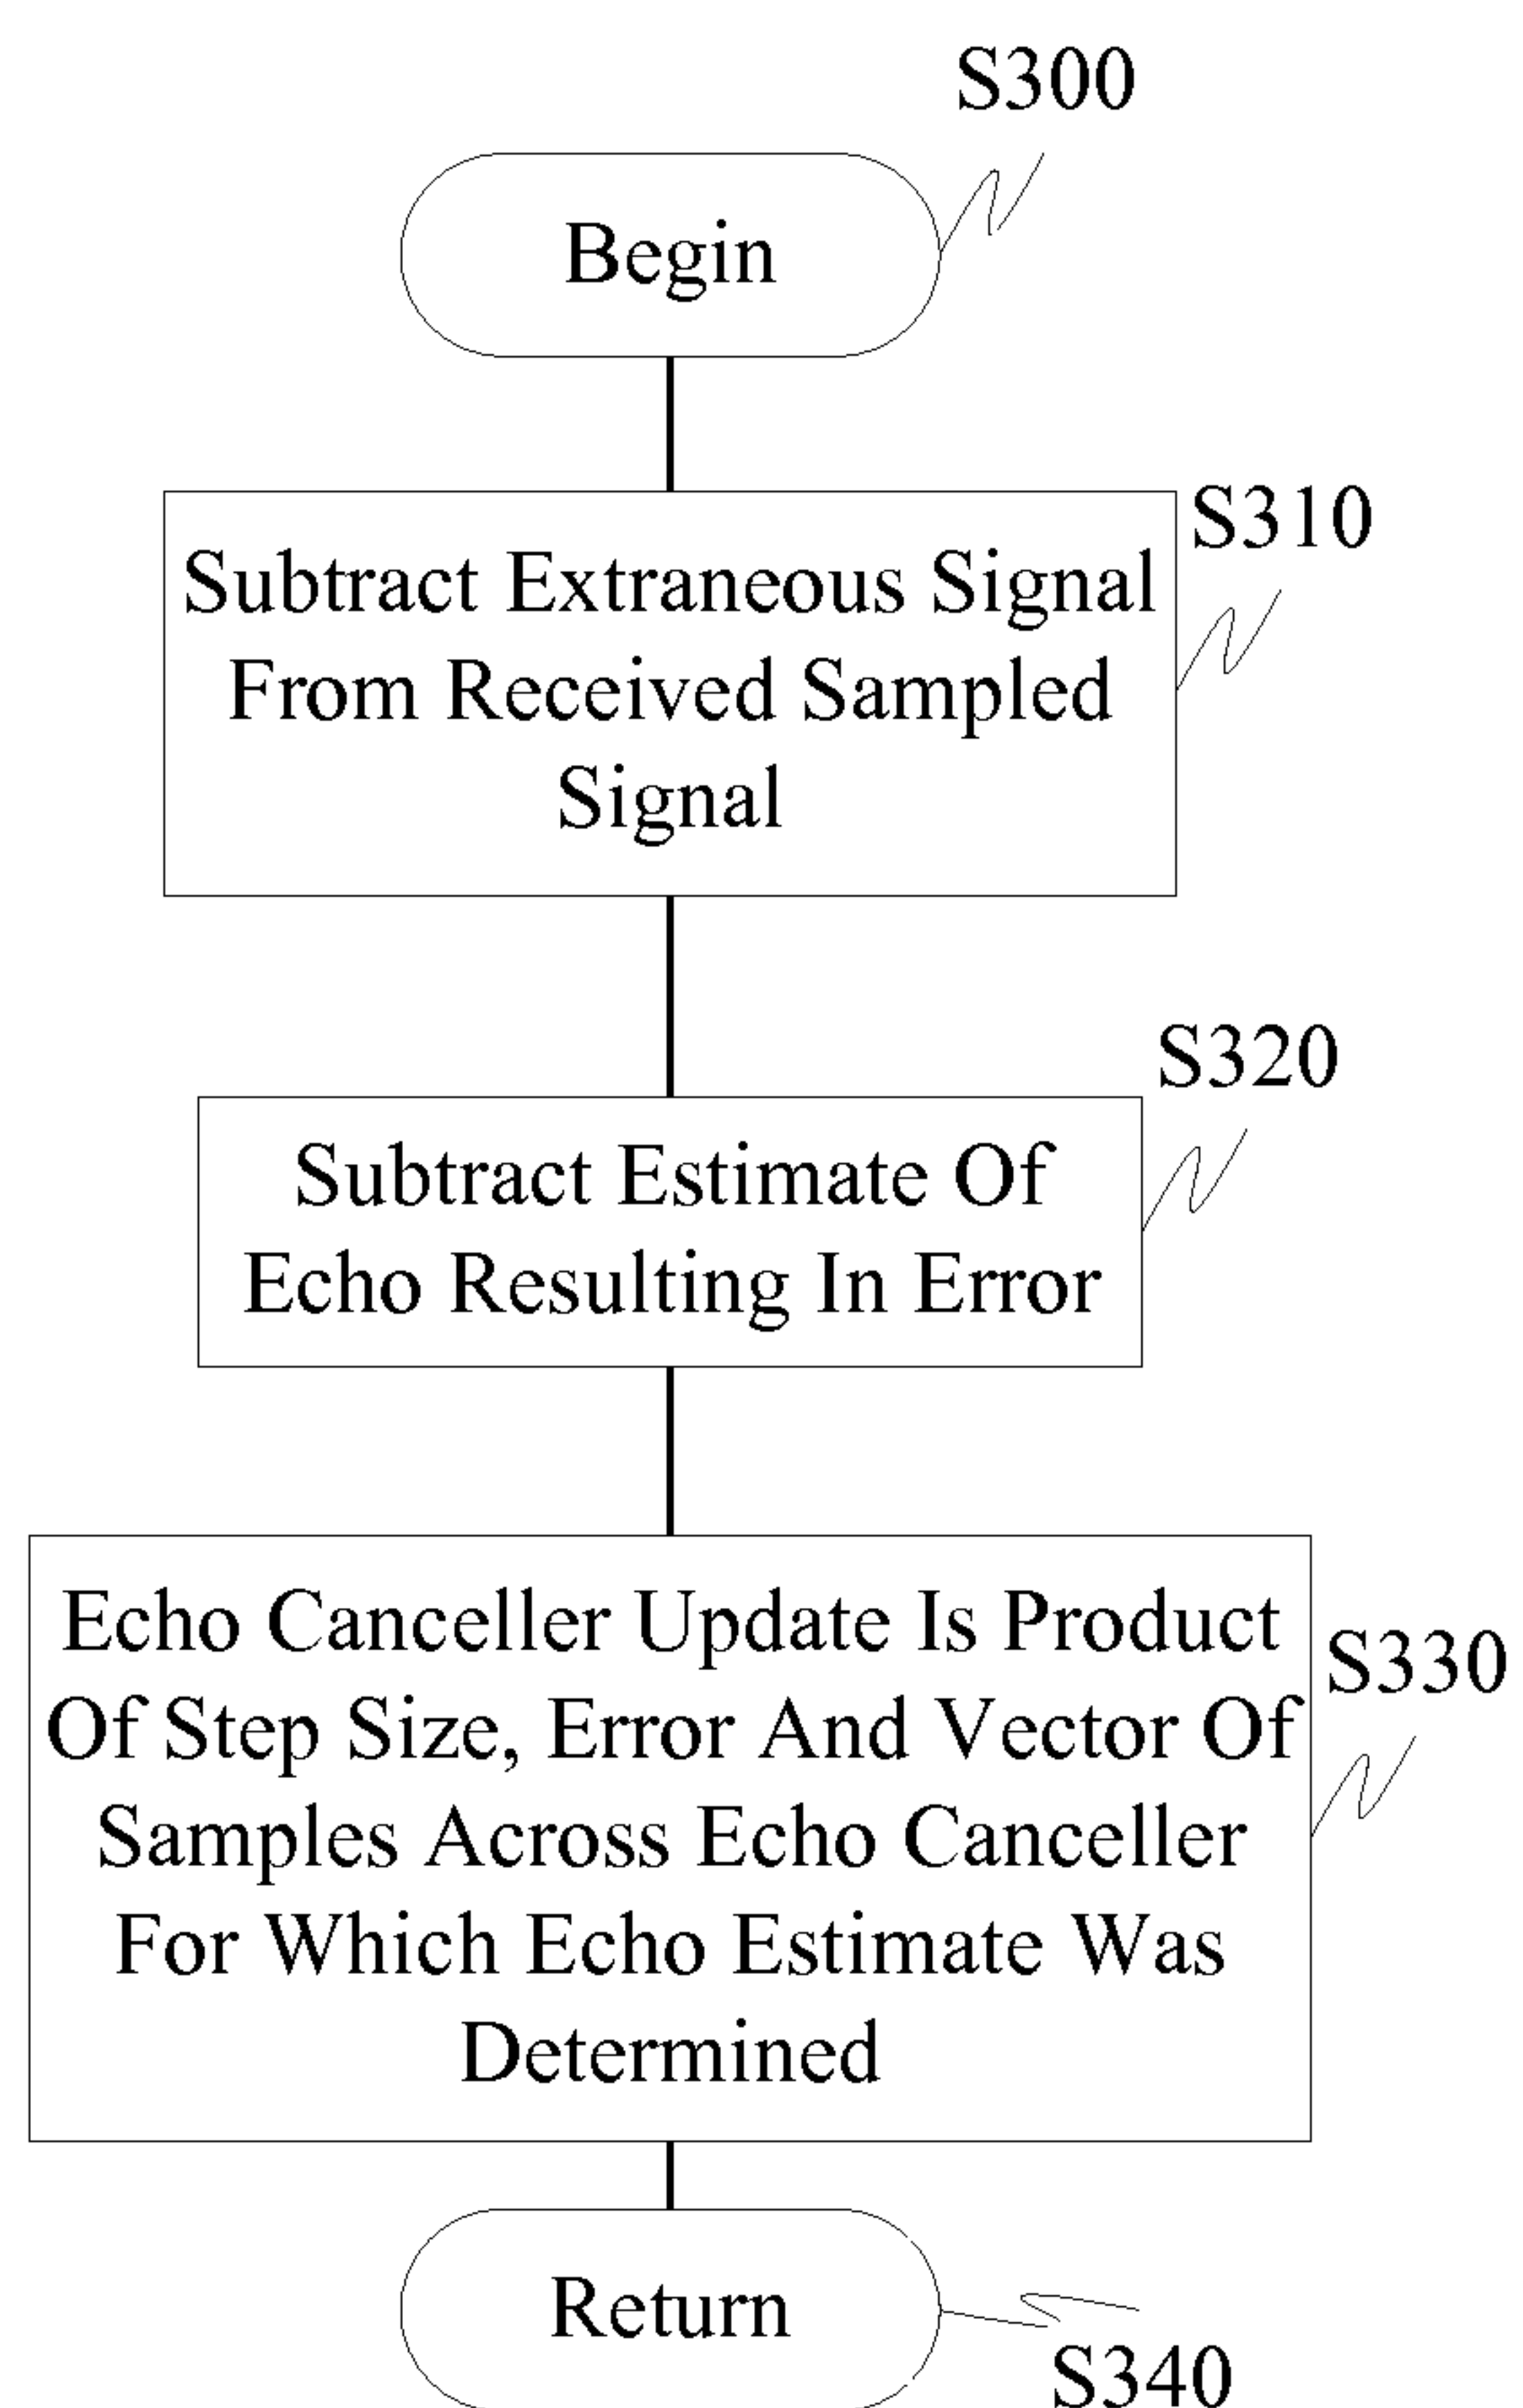 S300
Begin
S310
Subtract Extraneous Signal
From Received Sampled
Signal
S320
Subtract Estimate Of
Echo Resulting In Error
Echo Canceller Update Is Product
S330
Of Step Size, Error And Vector Of
Samples Across Echo Canceller
For Which Echo Estimate Was
Determined
Return
S340